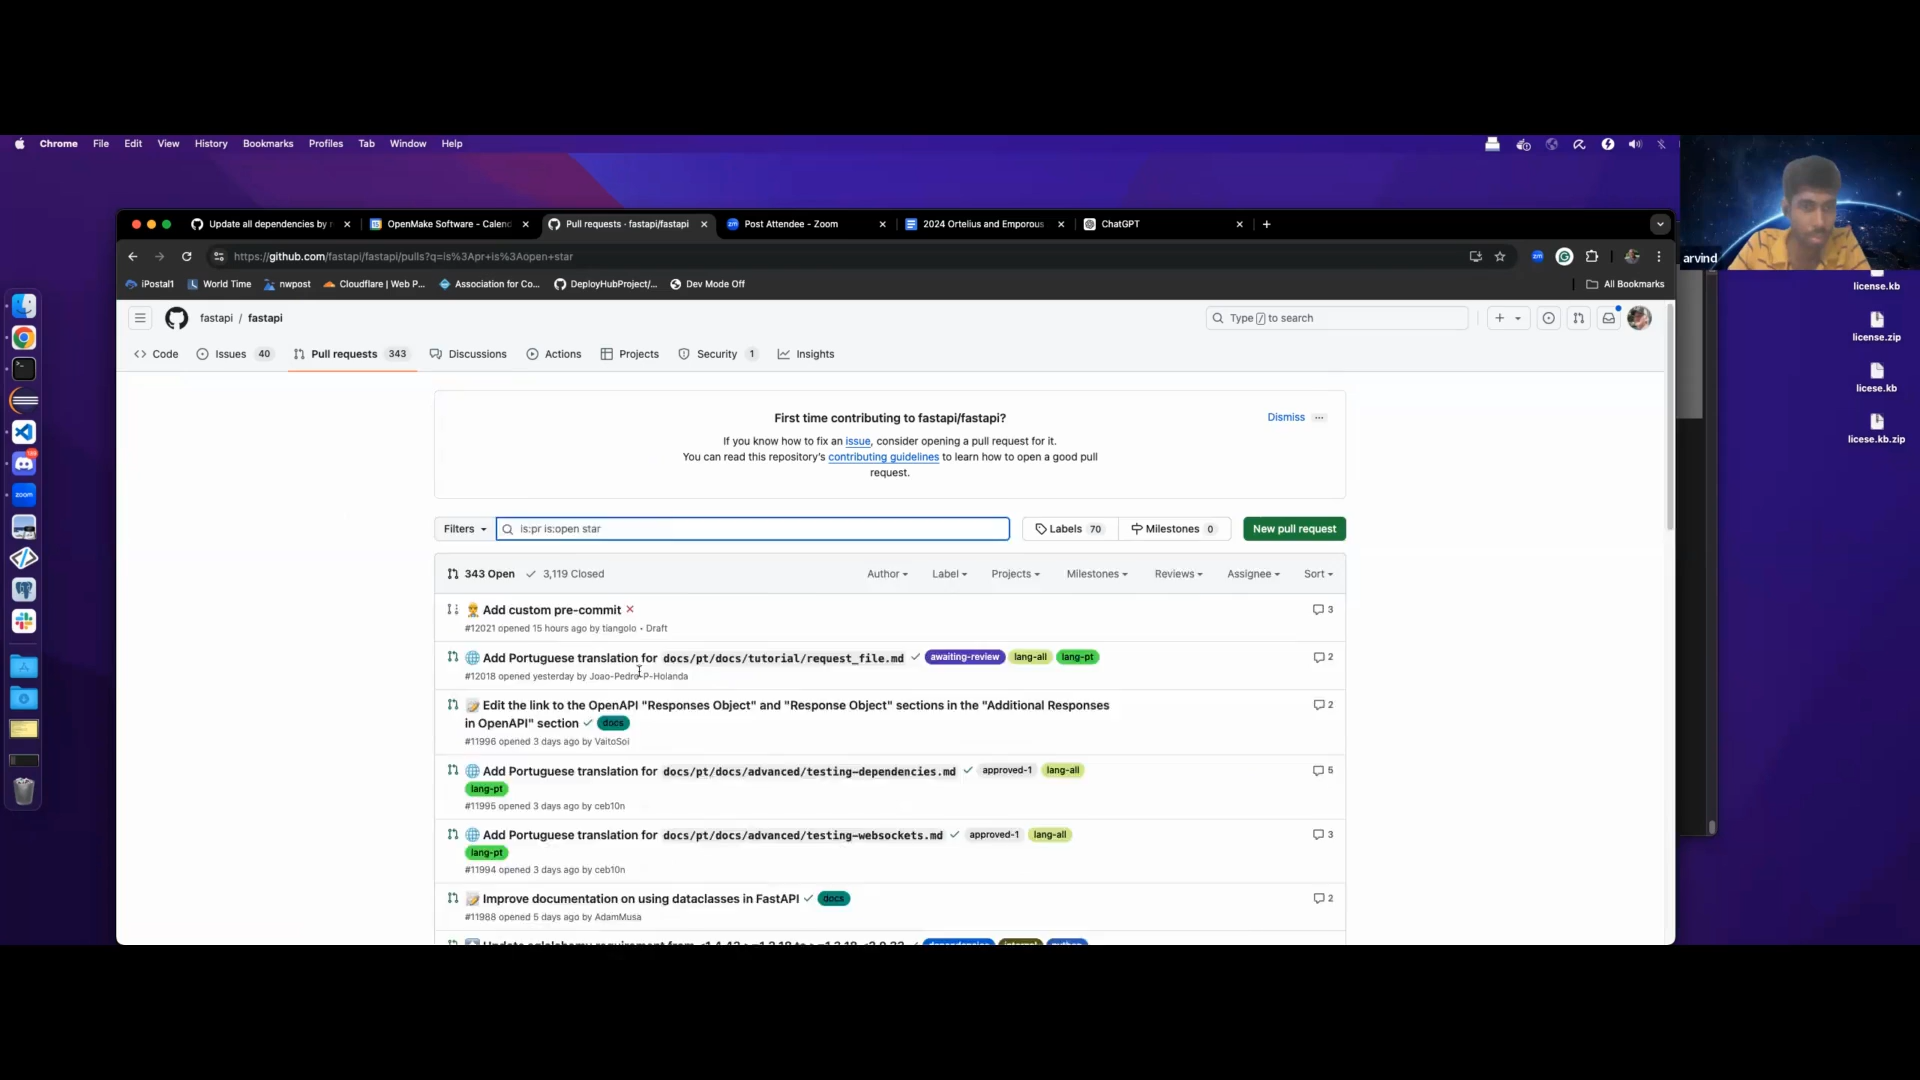 Chrome File Edit View History Bookmarks Profiles Tab Window Help
arvind
Update all dependencies by r
OpenMake Software - Calend
Pull requests · fastapi/fastapi
Post Attendee - Zoom
2024 Ortelius and Emporous
ChatGPT
https://github.com/fastapi/fastapi/pulls?q=is%3Apr+is%3Aopen+star
iPostal1 World Time nwpost Cloudflare | Web P... Association for Co... DeployHubProject/... Dev Mode Off All Bookmarks
license.kb
license.zip
licese.kb
licese.kb.zip
zoom
fastapi / fastapi
Type / to search
Code Issues 40 Pull requests 343 Discussions Actions Projects Security 1 Insights
First time contributing to fastapi/fastapi?
Dismiss
If you know how to fix an issue, consider opening a pull request for it.
You can read this repository's contributing guidelines to learn how to open a good pull
request.
Filters is:pr is:open star Labels 70 Milestones 0 New pull request
343 Open 3,119 Closed Author Label Projects Milestones Reviews Assignee Sort
Add custom pre-commit 3
#12021 opened 15 hours ago by tiangolo • Draft
Add Portuguese translation for docs/pt/docs/tutorial/request_file.md awaiting-review lang-all lang-pt 2
#12018 opened yesterday by Joao-Pedro-P-Holanda
Edit the link to the OpenAPI "Responses Object" and "Response Object" sections in the "Additional Responses 2
in OpenAPI" section docs
#11996 opened 3 days ago by VaitoSoi
Add Portuguese translation for docs/pt/docs/advanced/testing-dependencies.md approved-1 lang-all 5
lang-pt
#11995 opened 3 days ago by ceb10n
Add Portuguese translation for docs/pt/docs/advanced/testing-websockets.md approved-1 lang-all 3
lang-pt
#11994 opened 3 days ago by ceb10n
Improve documentation on using dataclasses in FastAPI docs 2
#11988 opened 5 days ago by AdamMusa